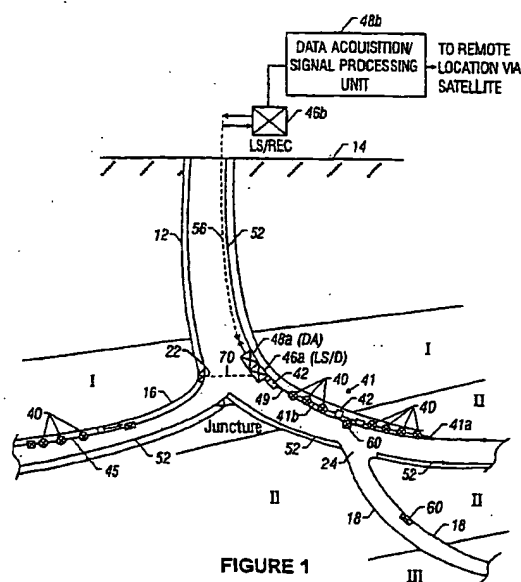 48b
DATA ACQUISITION/
SIGNAL PROCESSING
UNIT
TO REMOTE
LOCATION VIA
SATELLITE
46b
LS/REC
14
12
56
52
48a (DA)
46a (LS/D)
22
70
42
40
41
I
I
16
49
42
40
II
40
41b
41a
60
45
52
Juncture
52
24
52
II
II
18
60
18
III
FIGURE 1